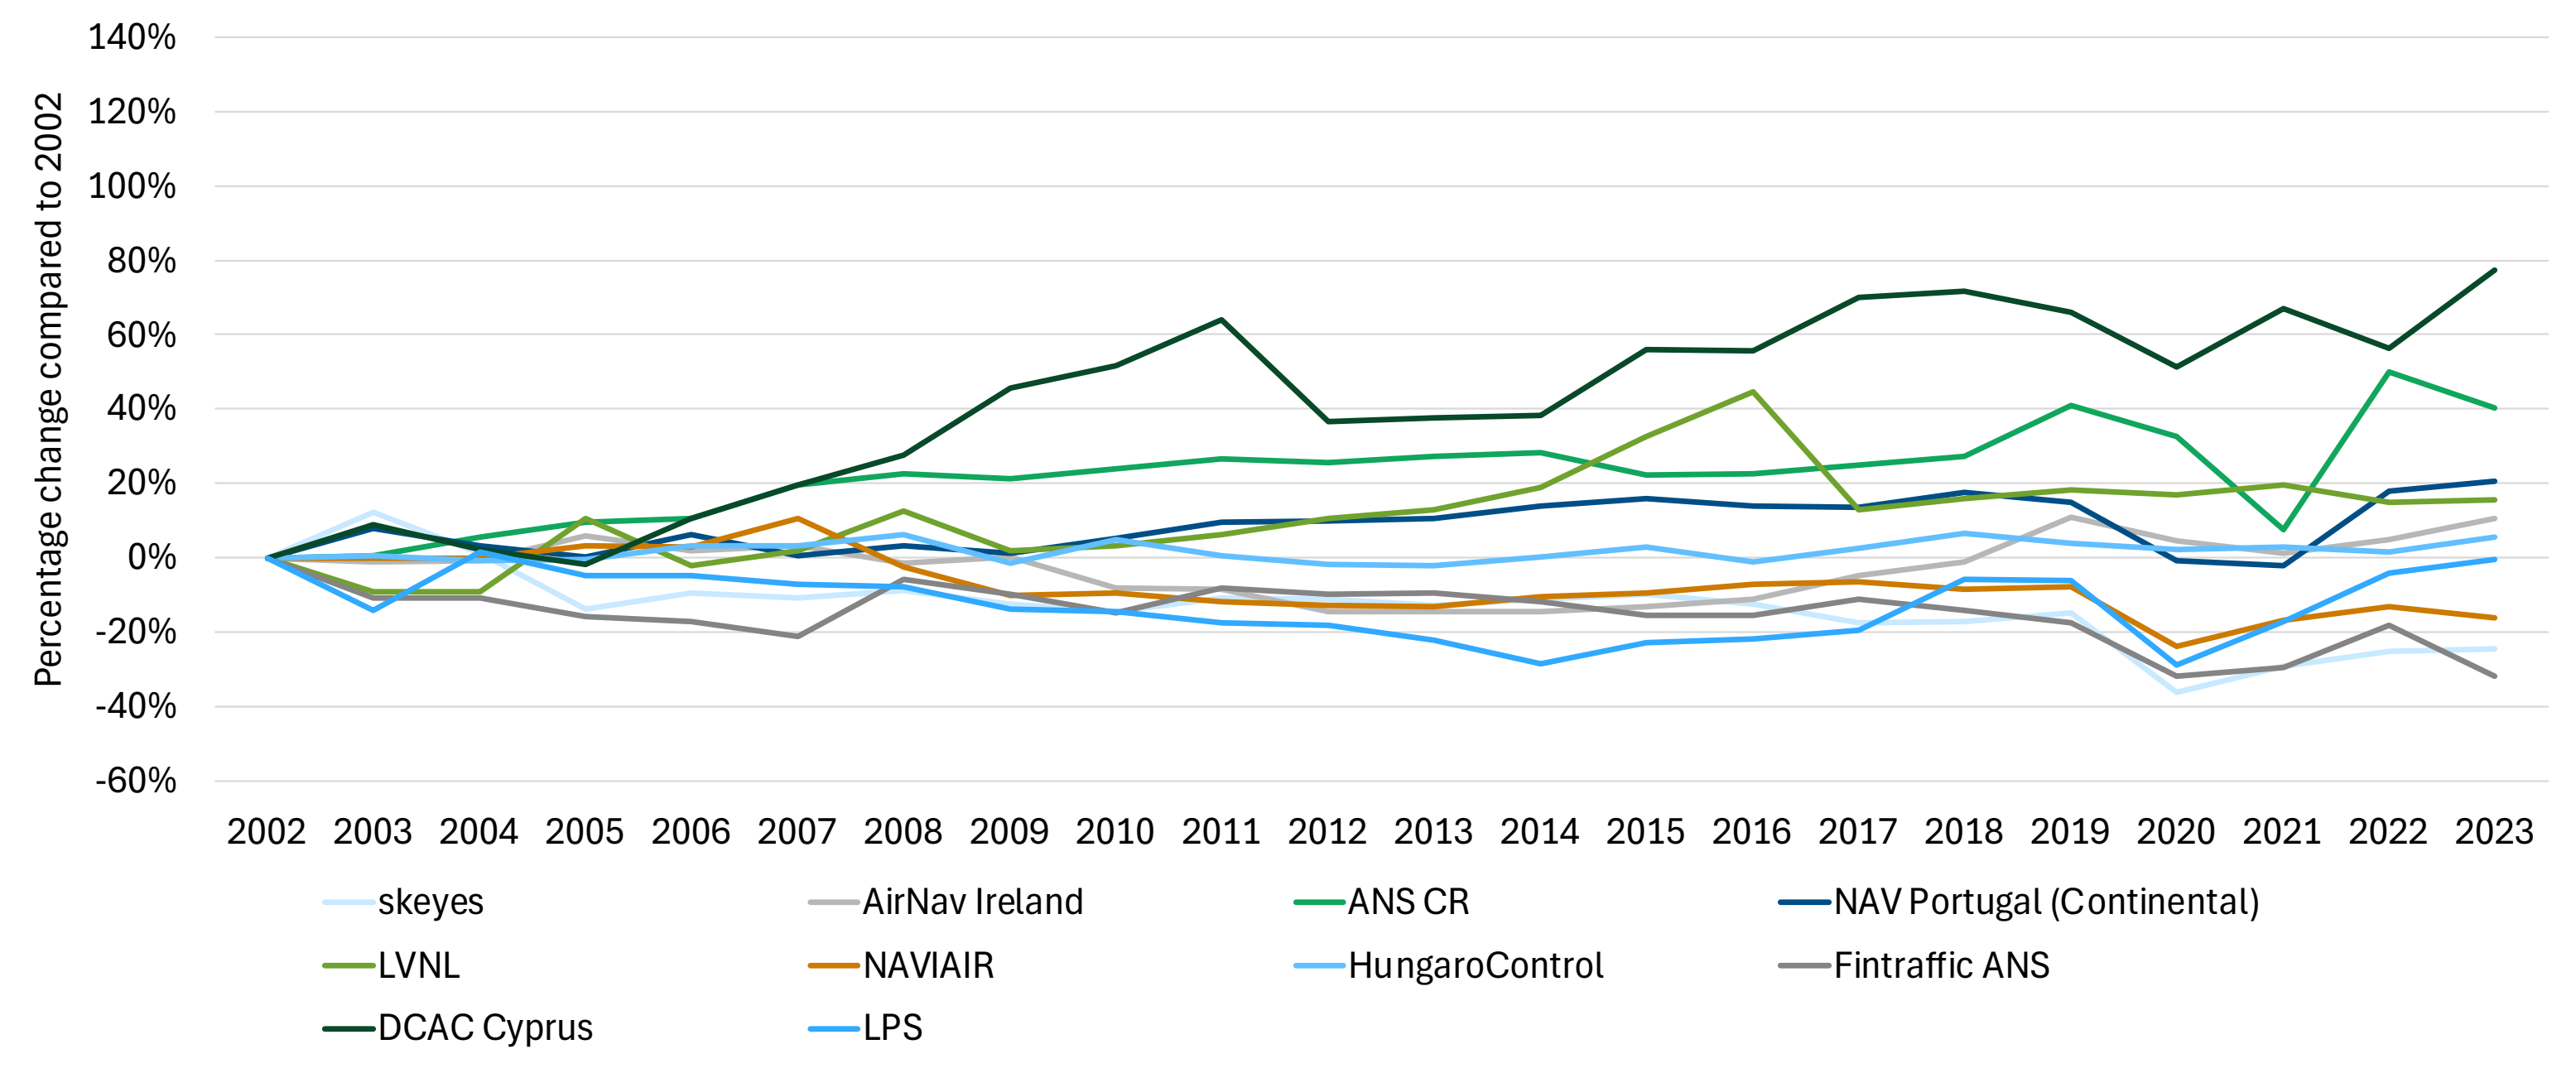 Percentage change compared to 2002
140%
120%
100%
80%
60%
40%
20%
0%
-20%
-40%
-60%
2002 2003 2004 2005 2006 2007 2008 2009 2010 2011 2012 2013 2014 2015 2016 2017 2018 2019 2020 2021 2022 2023
skeyes AirNav Ireland ANS CR NAV Portugal (Continental)
LVNL NAVIAIR HungaroControl Fintraffic ANS
DCAC Cyprus LPS